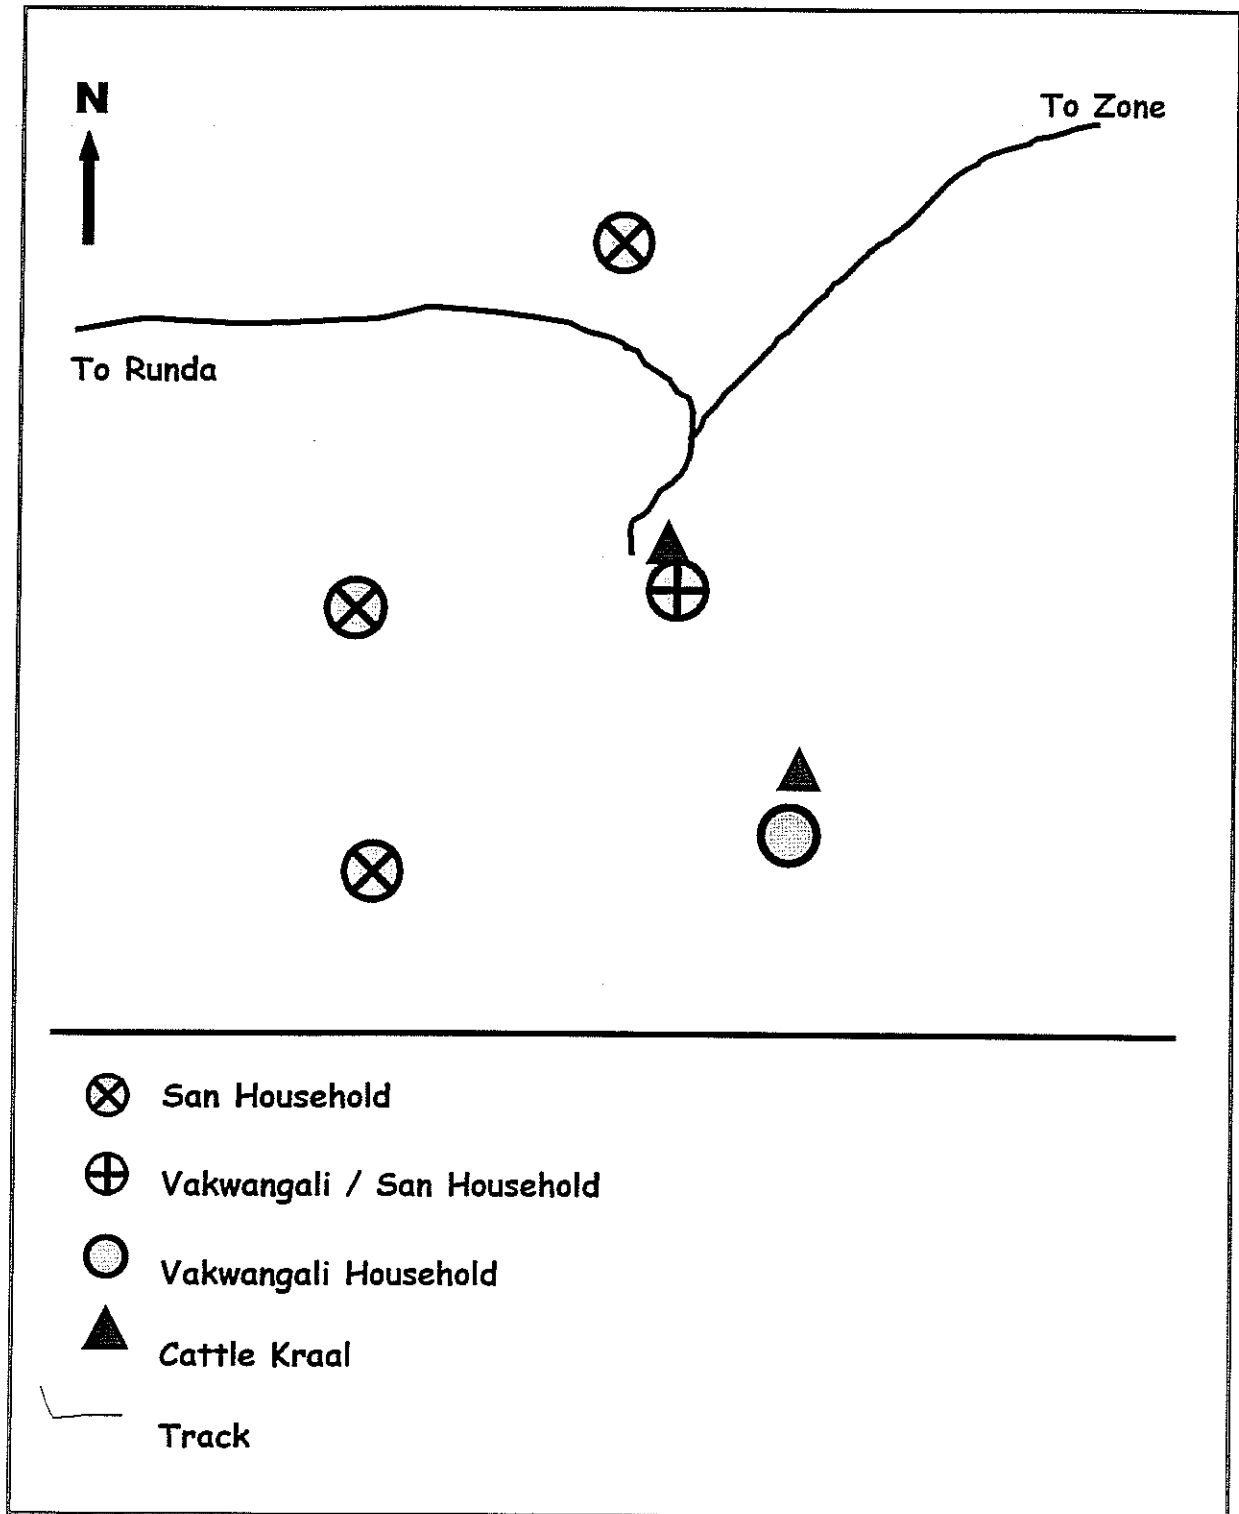 N
To Zone
To Runda
San Household
Vakwangali / San Household
Vakwangali Household
Cattle Kraal
Track